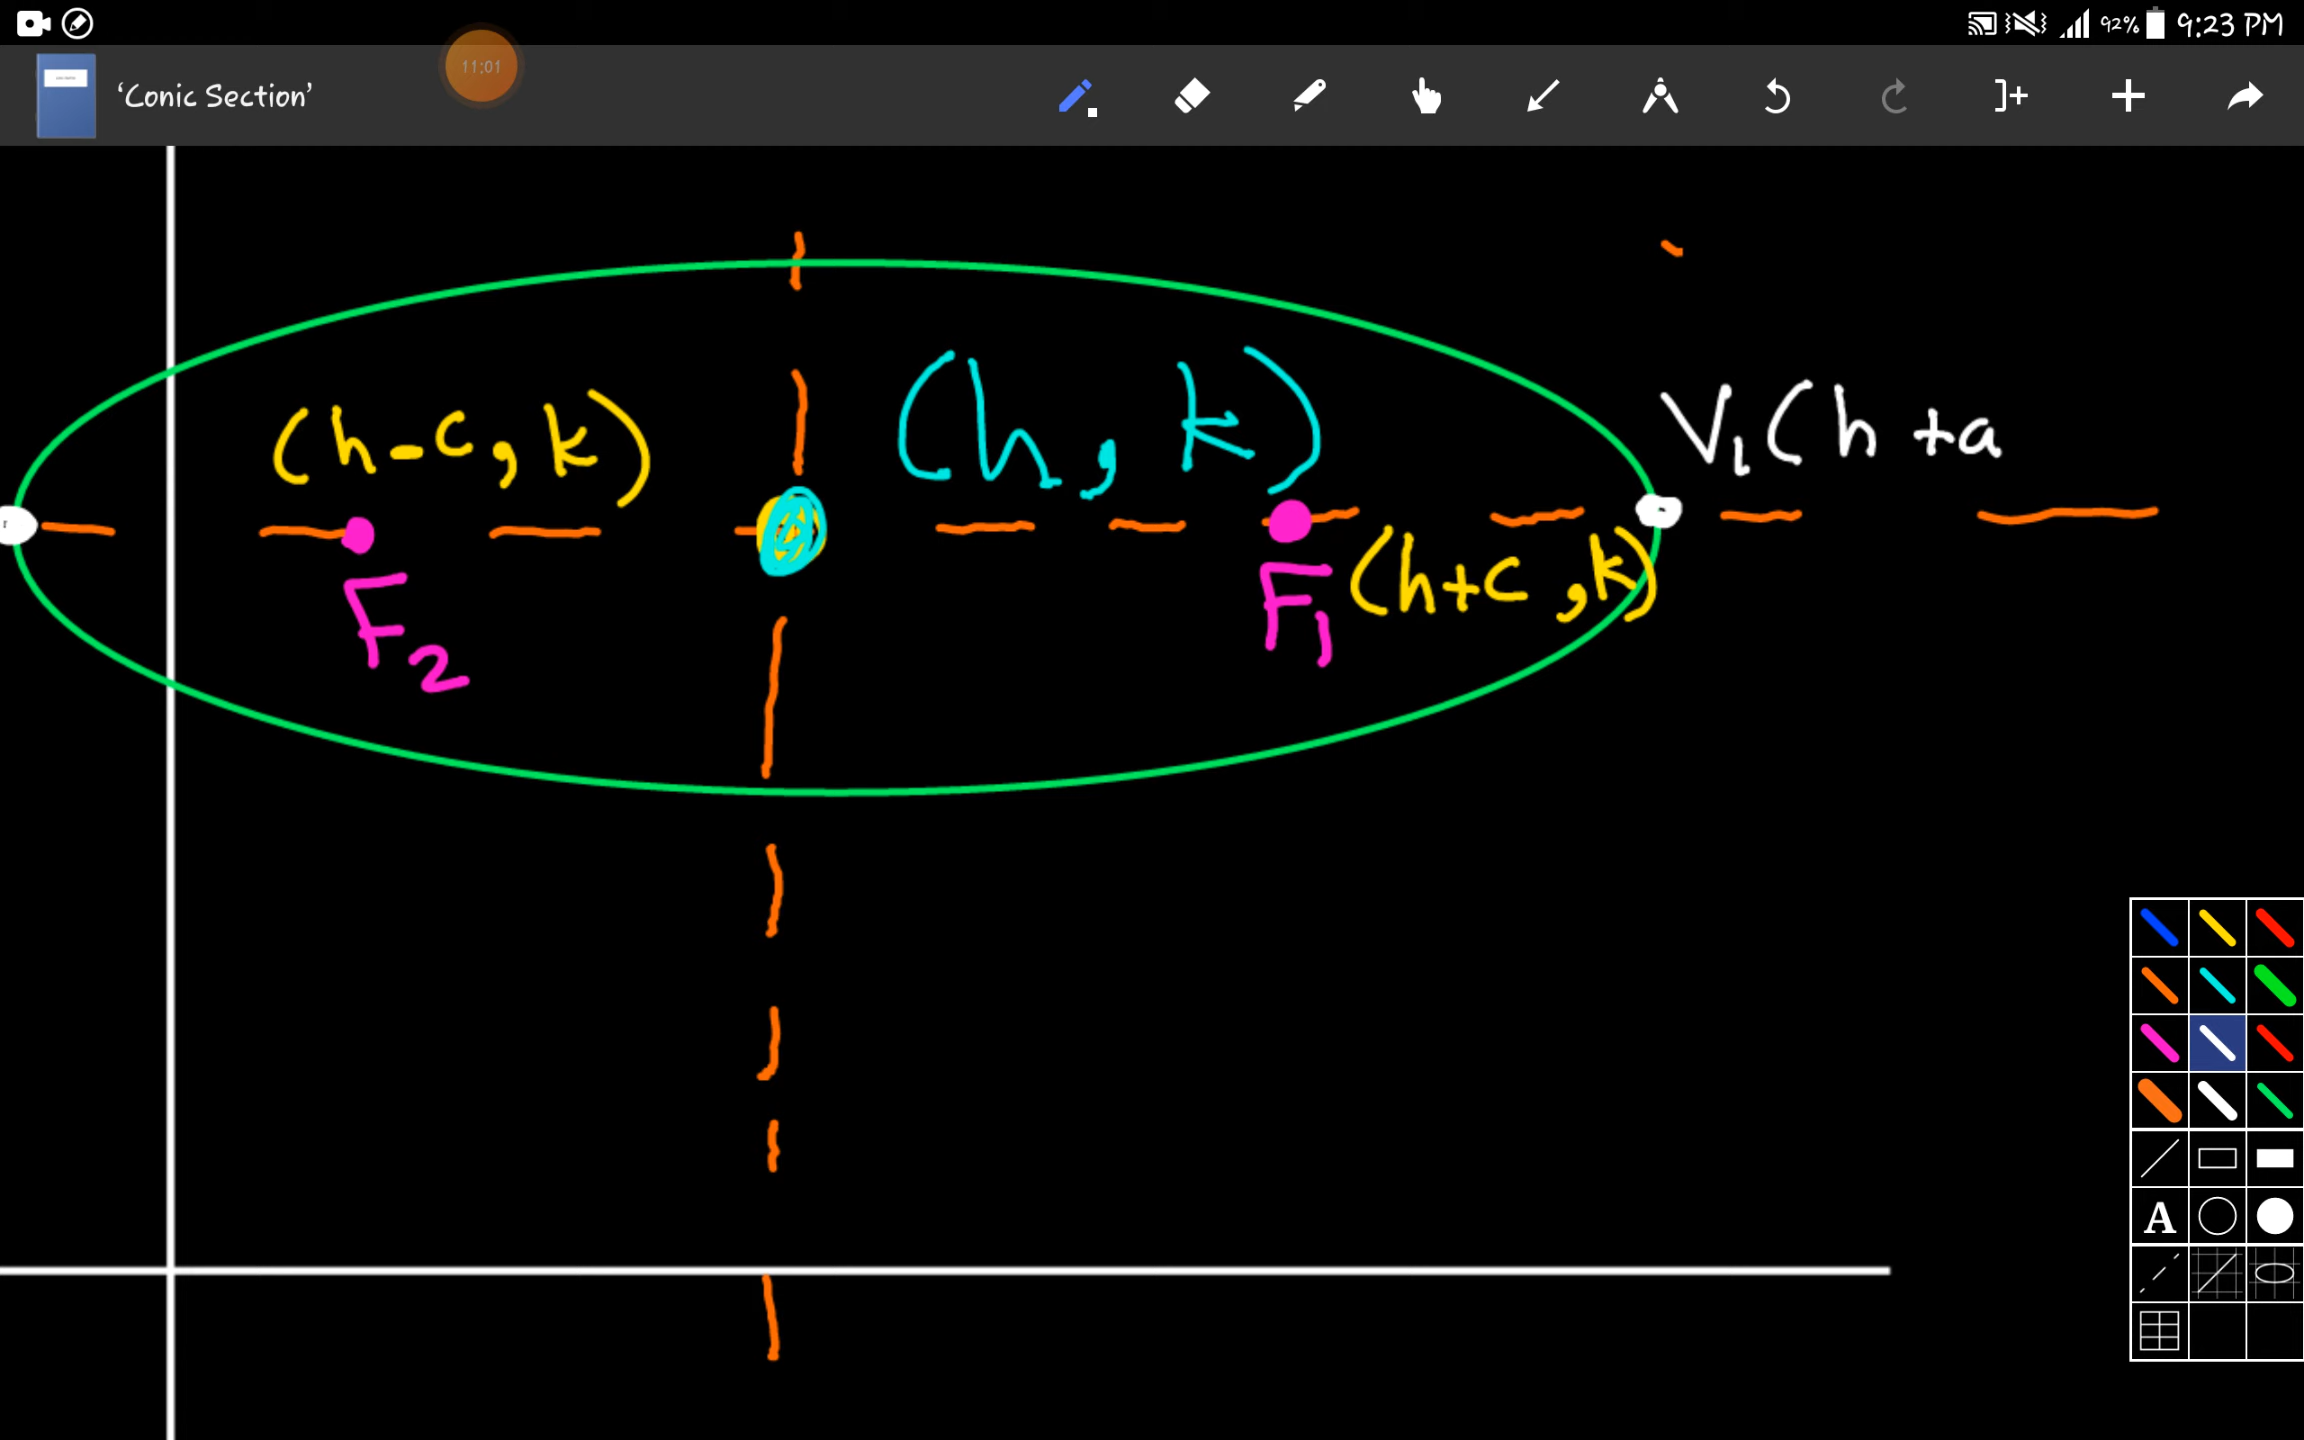 92% 9:23 PM
11:01
‘Conic Section’
(h-c,k)
(h,k)
V1(h+a
F2
F1(h+c,k)
A